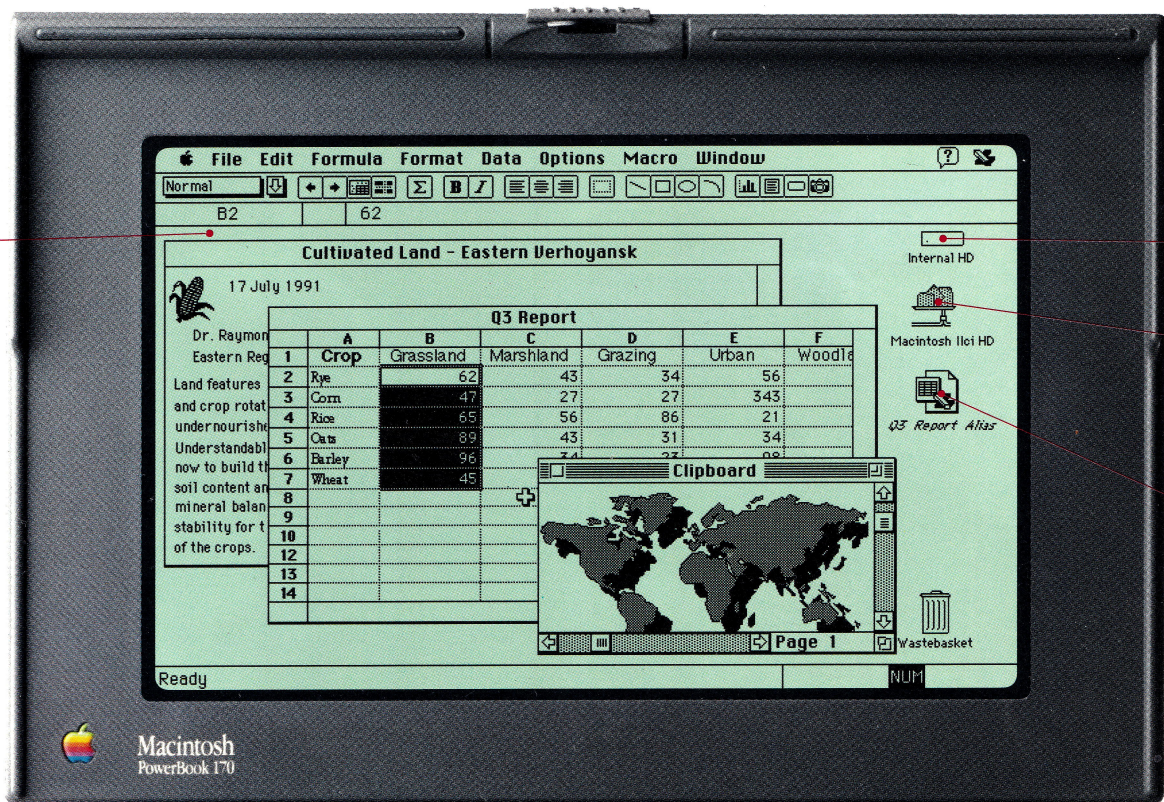 File Edit Formula Format Data Options Macro Window ?
Normal Σ B I
B2 62
Cultivated Land - Eastern Verhoyansk
17 July 1991
Dr. Raymon
Eastern Reg
Land features
and crop rotat
undernourishe
Understandabl
now to build th
soil content an
mineral balan
stability for t
of the crops.
Q3 Report
A B C D E F
1 Crop Grassland Marshland Grazing Urban Woodla
2 Rye 62 43 34 56
3 Corn 47 27 27 343
4 Rice 65 56 86 21
5 Oats 89 43 31 34
6 Barley 96 34 23 98
7 Wheat 45
8
9
10
12
13
14
Clipboard
Page 1
Internal HD
Macintosh IIci HD
Q3 Report Alias
Wastebasket
Ready NUM
Macintosh
PowerBook 170